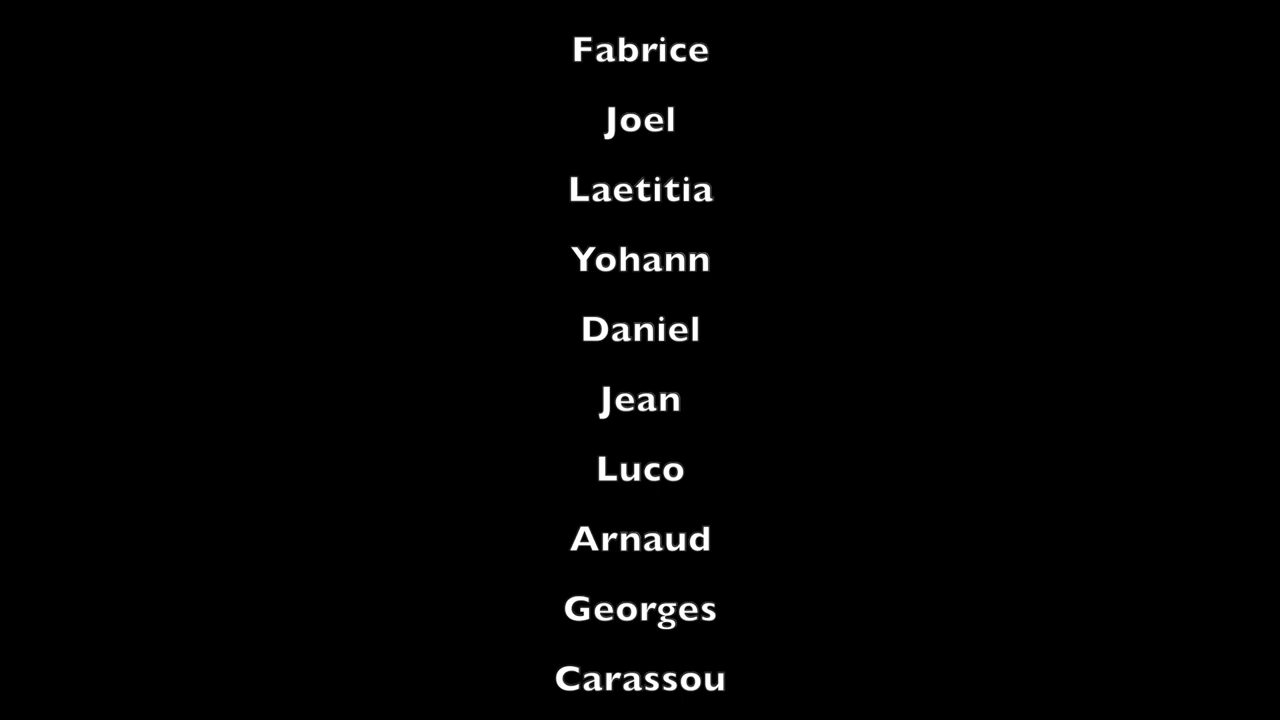 Fabrice
Joel
Laetitia
Yohann
Daniel
Jean
Luco
Arnaud
Georges
Carassou